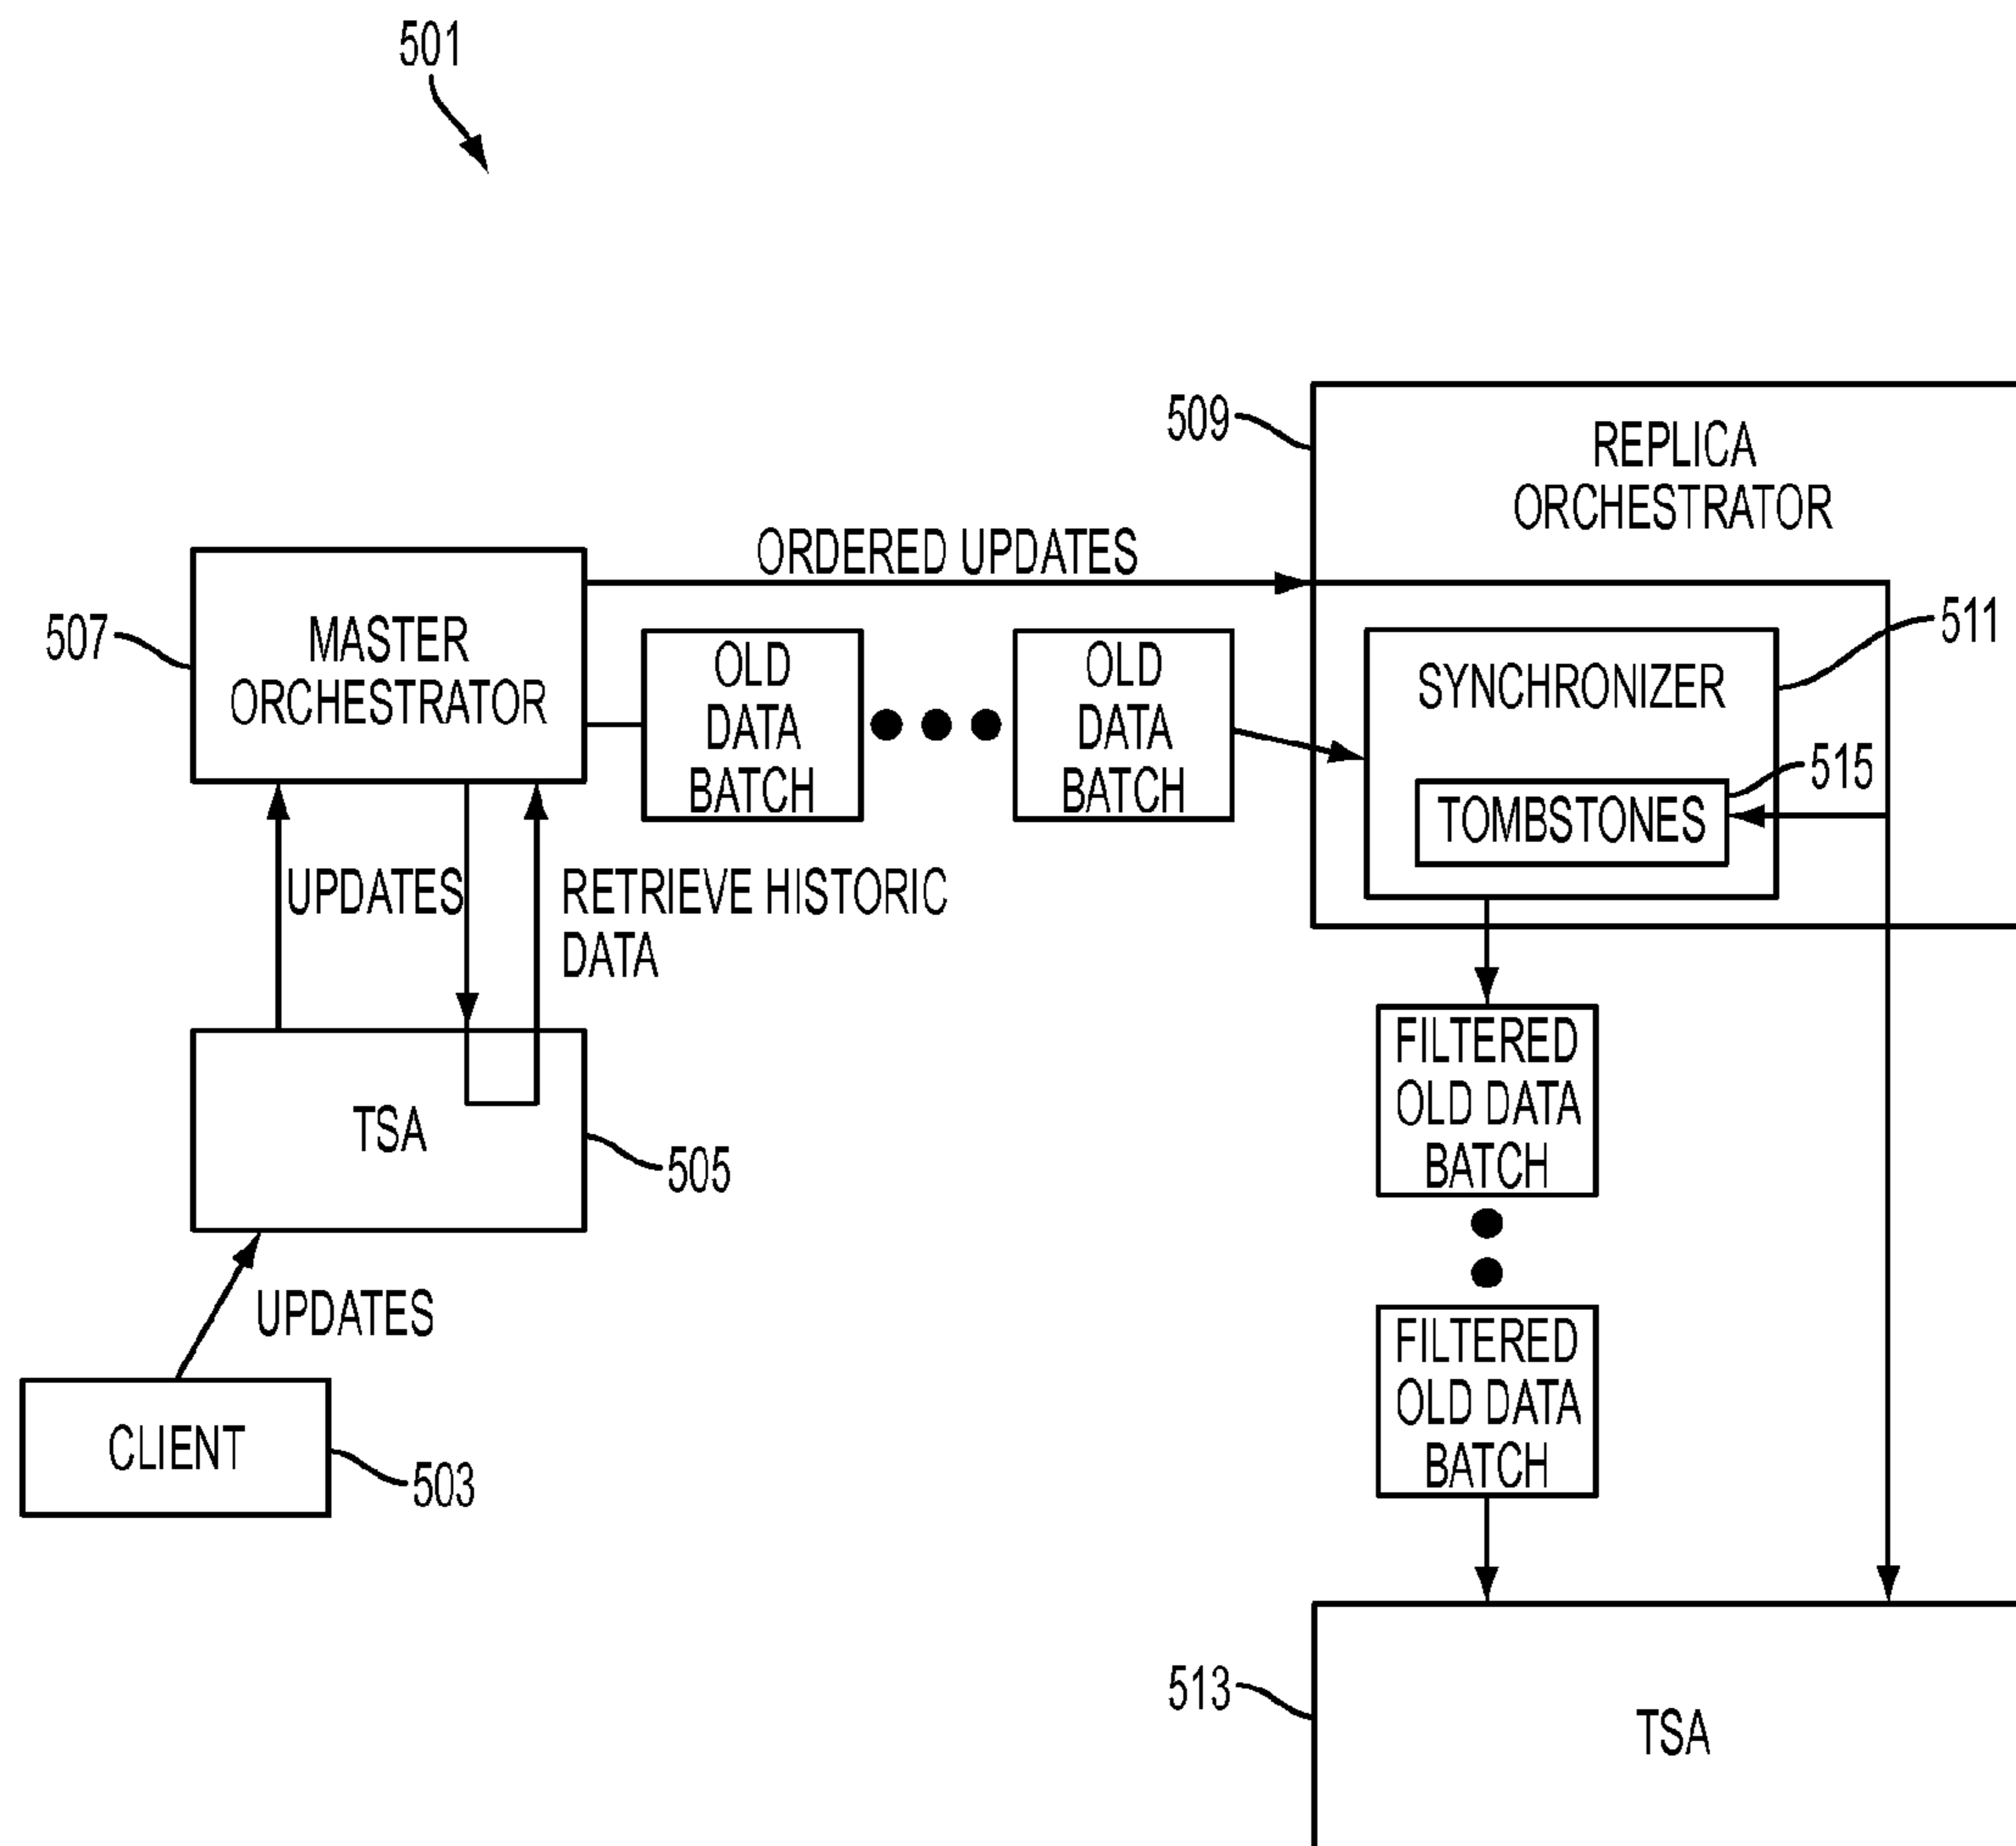 501
509
REPLICA
ORCHESTRATOR
ORDERED UPDATES
507
MASTER
ORCHESTRATOR
OLD
DATA
BATCH
OLD
DATA
BATCH
SYNCHRONIZER
511
515
TOMBSTONES
UPDATES
RETRIEVE HISTORIC
DATA
FILTERED
OLD DATA
BATCH
TSA
505
UPDATES
FILTERED
OLD DATA
BATCH
CLIENT
503
513
TSA